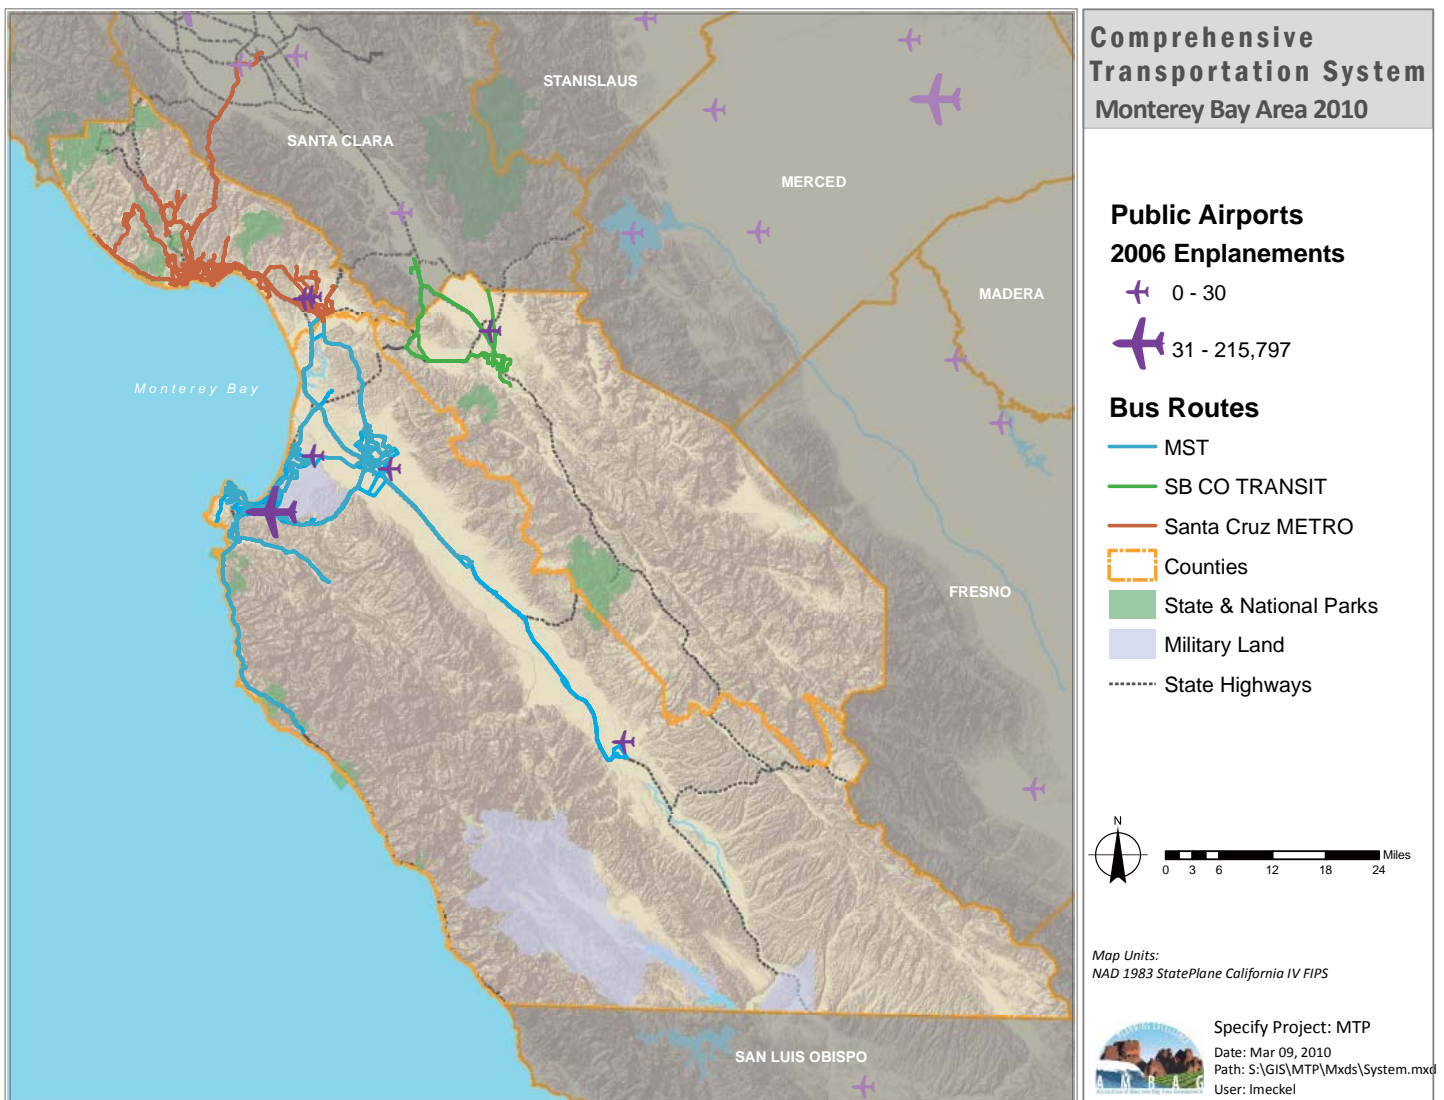 Comprehensive
Transportation System
Monterey Bay Area 2010
STANISLAUS
SANTA CLARA
MERCED
MADERA
Monterey Bay
FRESNO
SAN LUIS OBISPO
Public Airports
2006 Enplanements
0 - 30
31 - 215,797
Bus Routes
MST
SB CO TRANSIT
Santa Cruz METRO
Counties
State & National Parks
Military Land
State Highways
N
Miles
0 3 6 12 18 24
Map Units:
NAD 1983 StatePlane California IV FIPS
AMBAG
Specify Project: MTP
Date: Mar 09, 2010
Path: S:\GIS\MTP\Mxds\System.mxd
User: lmeckel